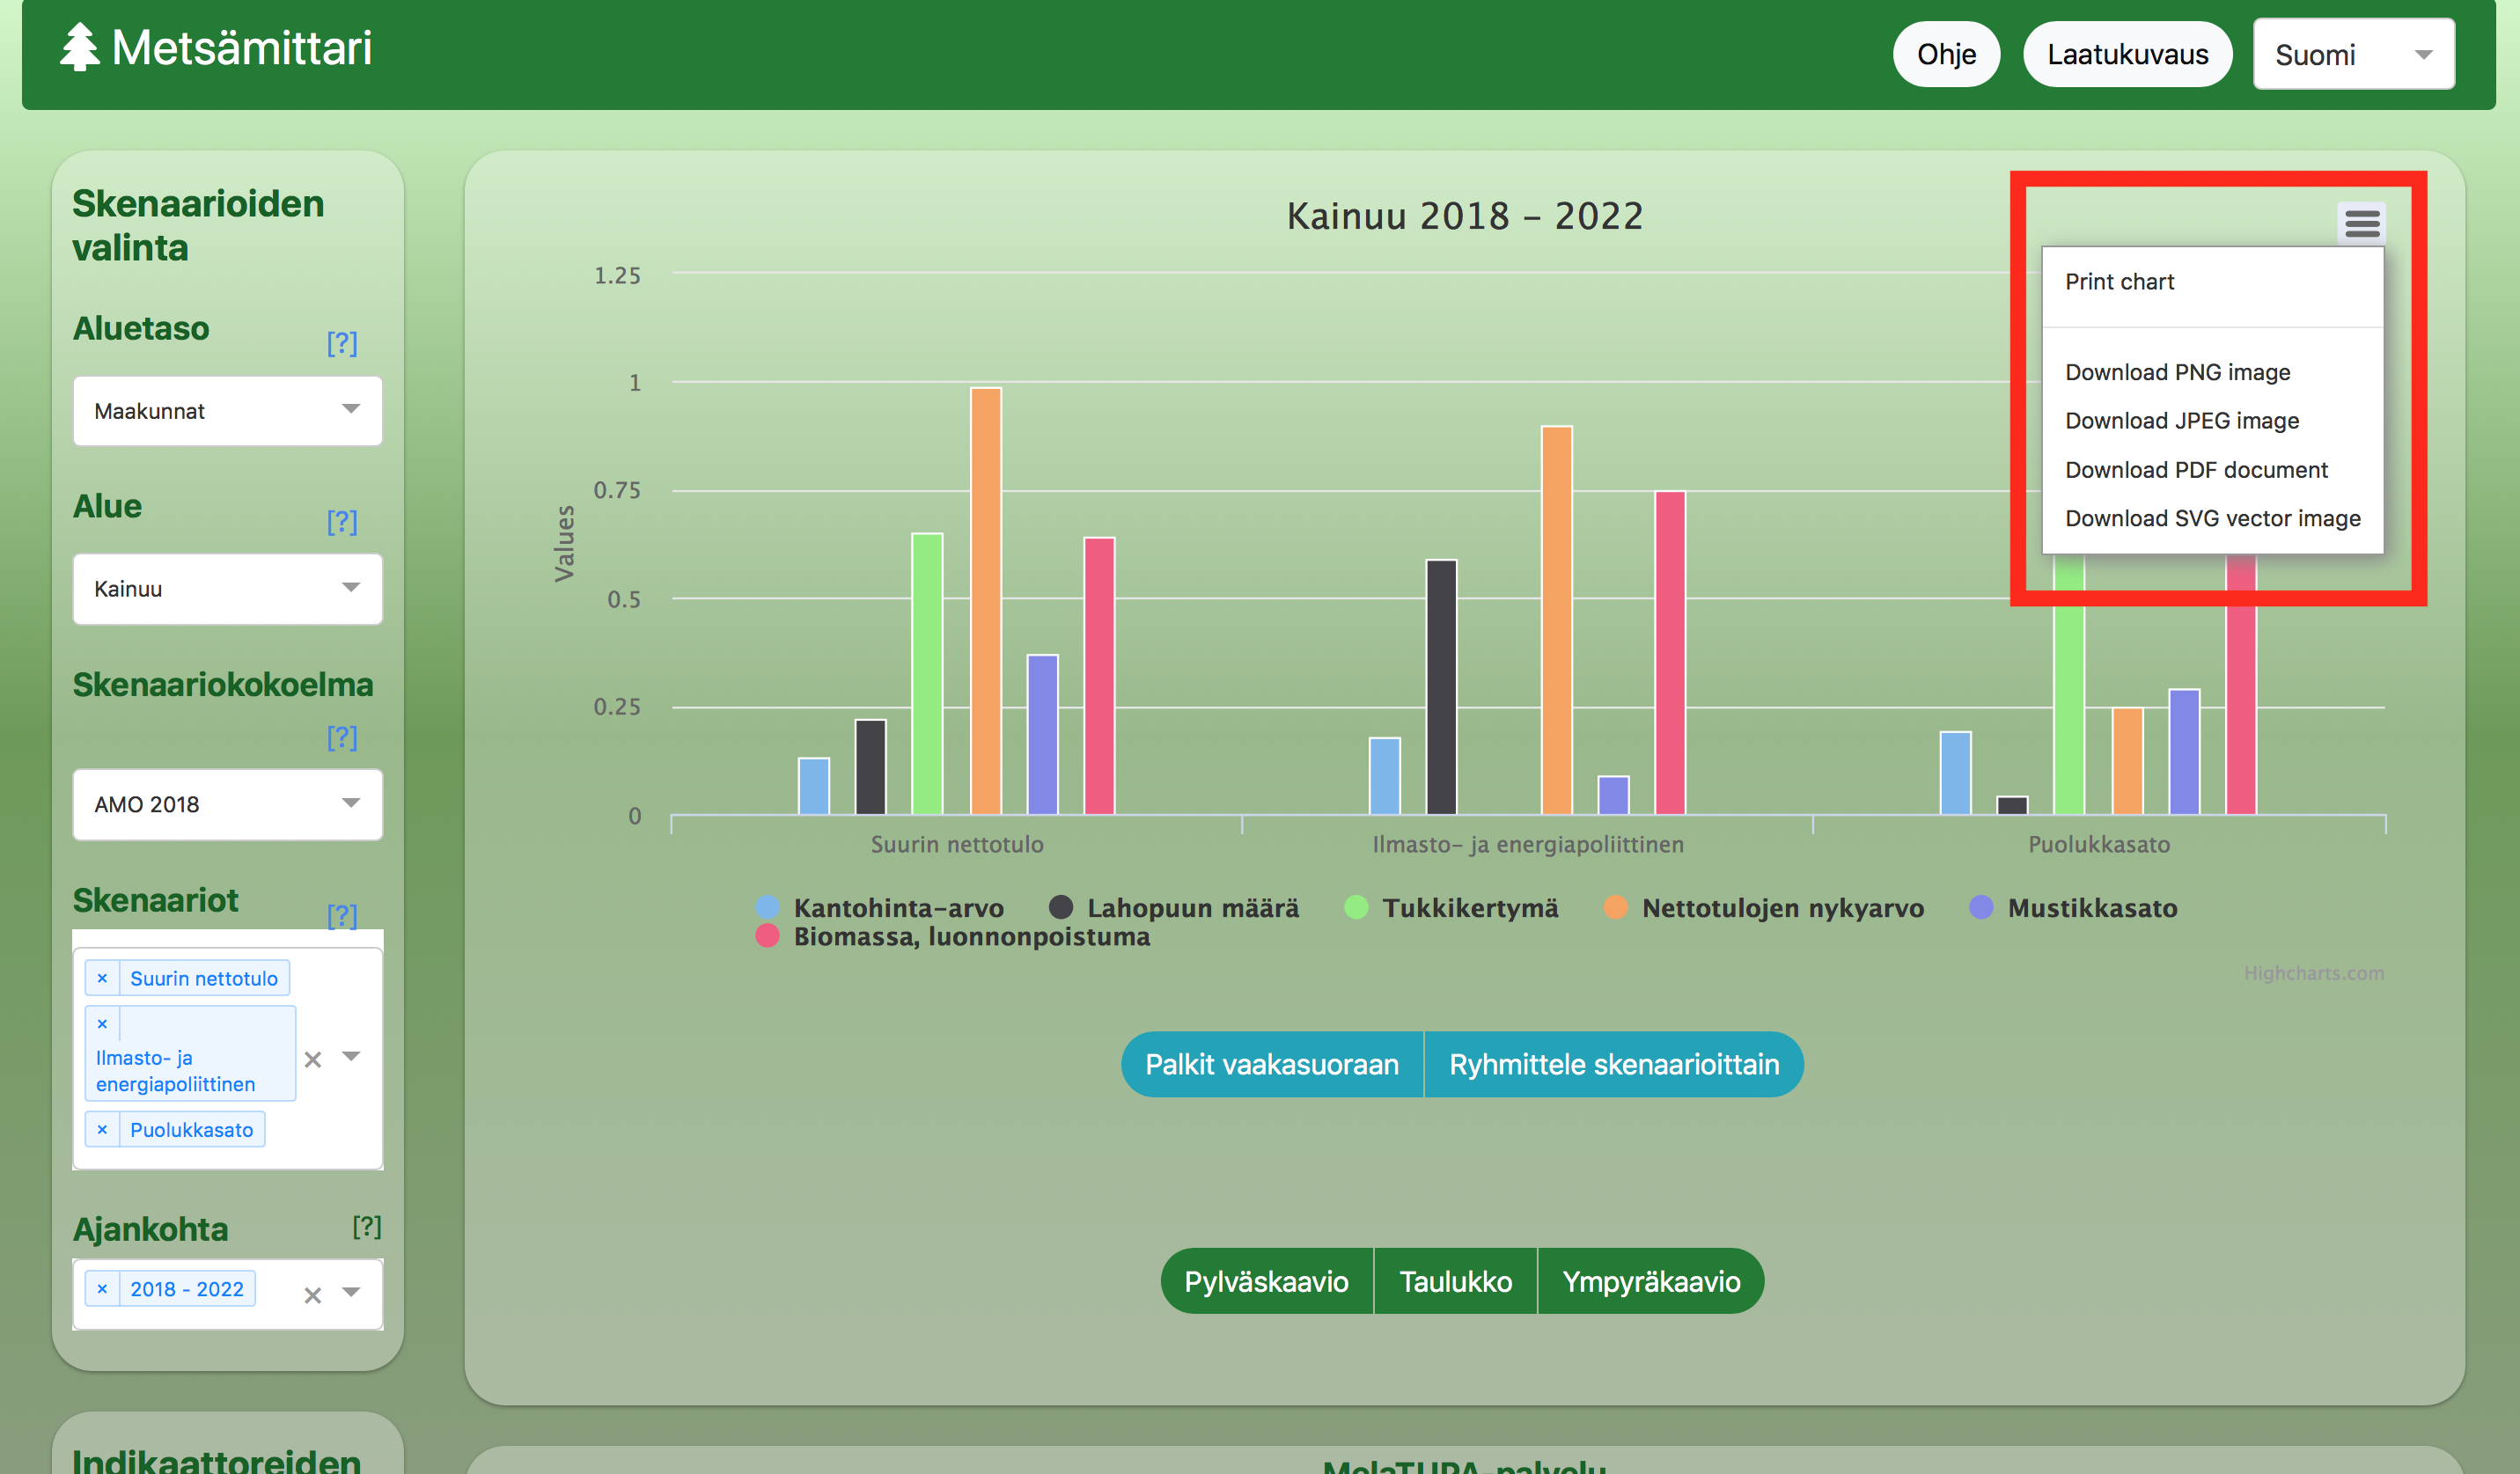 Metsämittari
Ohje
Laatukuvaus
Suomi
Skenaarioiden
valinta
Aluetaso
[?]
Maakunnat
Alue
[?]
Kainuu
Skenaariokokoelma
[?]
AMO 2018
Skenaariot
[?]
× Suurin nettotulo
×
Ilmasto- ja
energiapoliittinen
× Puolukkasato
×
Ajankohta
[?]
× 2018 - 2022
×
Indikaattoreiden
Kainuu 2018 – 2022
Print chart
Download PNG image
Download JPEG image
Download PDF document
Download SVG vector image
Values
1.25
1
0.75
0.5
0.25
0
Suurin nettotulo
Ilmasto- ja energiapoliittinen
Puolukkasato
Kantohinta-arvo
Lahopuun määrä
Tukkikertymä
Nettotulojen nykyarvo
Mustikkasato
Biomassa, luonnonpoistuma
Highcharts.com
Palkit vaakasuoraan
Ryhmittele skenaarioittain
Pylväskaavio
Taulukko
Ympyräkaavio
MelaTUPA-palvelu